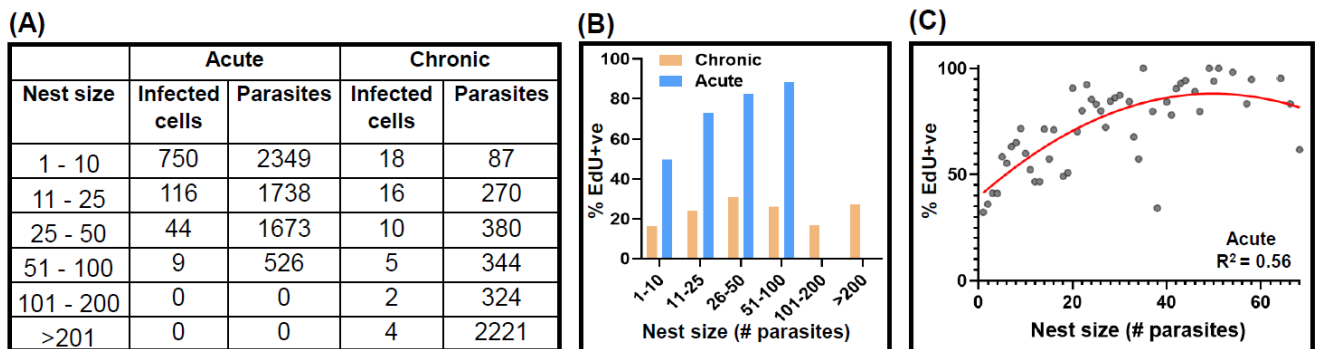 (A)
Acute Chronic
Nest size Infected cells Parasites Infected cells Parasites
1 - 10 750 2349 18 87
11 - 25 116 1738 16 270
25 - 50 44 1673 10 380
51 - 100 9 526 5 344
101 - 200 0 0 2 324
>201 0 0 4 2221
(B)
Chronic
Acute
% EdU+ve
100
80
60
40
20
0
1-10
11-25
26-50
51-100
101-200
>200
Nest size (# parasites)
(C)
% EdU+ve
100
50
0
0 20 40 60
Acute
R² = 0.56
Nest size (# parasites)